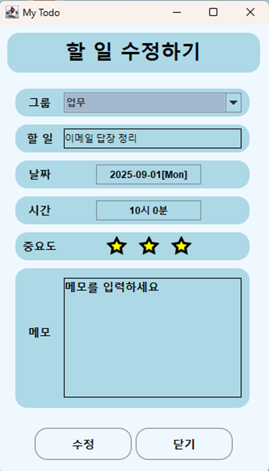 My Todo
할 일 수정하기
그룹 업무
할 일 이메일 답장 정리
날짜 2025-09-01[Mon]
시간 10시 0분
중요도
메모를 입력하세요
메모
수정 닫기